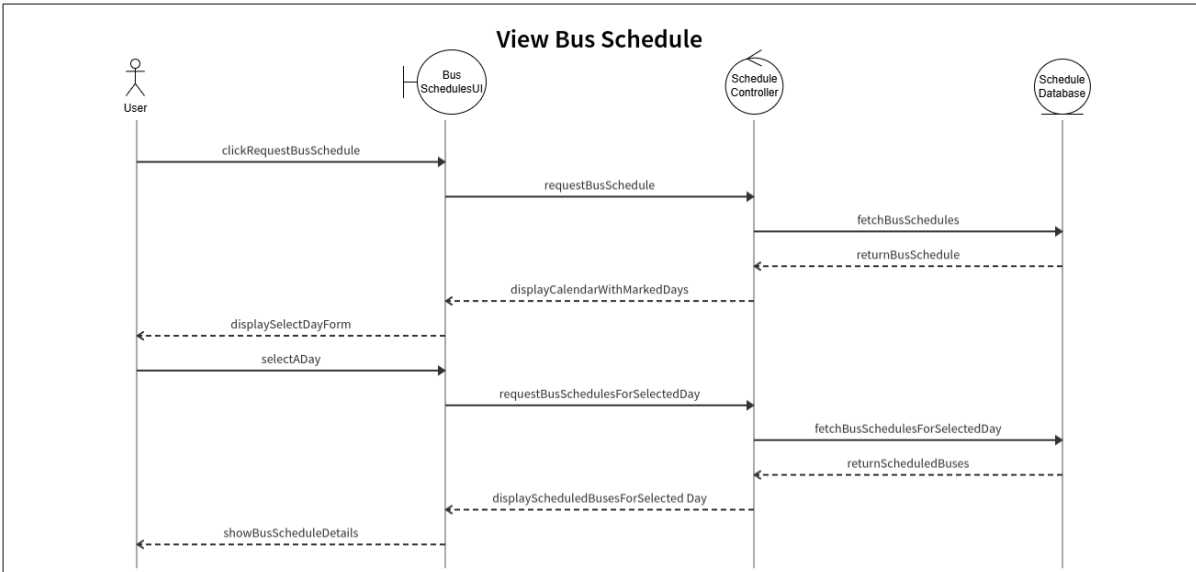 View Bus Schedule
User
Bus
SchedulesUI
Schedule
Controller
Schedule
Database
clickRequestBusSchedule
requestBusSchedule
fetchBusSchedules
returnBusSchedule
displayCalendarWithMarkedDays
displaySelectDayForm
selectADay
requestBusSchedulesForSelectedDay
fetchBusSchedulesForSelectedDay
returnScheduledBuses
displayScheduledBusesForSelected Day
showBusScheduleDetails